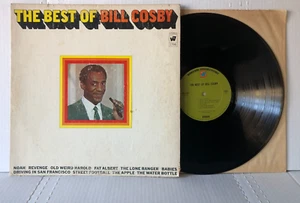 THE BEST OF BILL COSBY
W
NOAH REVENGE OLD WEIRD HAROLD FAT ALBERT THE LONE RANGER BABIES
DRIVING IN SAN FRANCISCO STREET FOOTBALL THE APPLE THE WATER BOTTLE